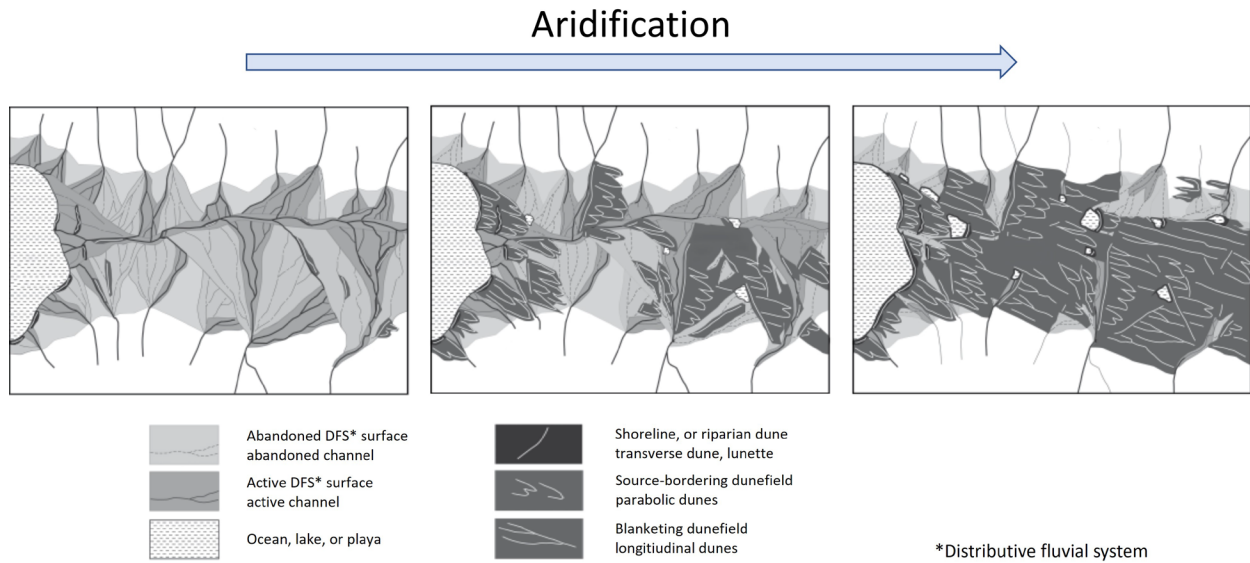 Aridification
Abandoned DFS* surface
abandoned channel
Active DFS* surface
active channel
Ocean, lake, or playa
Shoreline, or riparian dune
transverse dune, lunette
Source-bordering dunefield
parabolic dunes
Blanketing dunefield
longitiudinal dunes
*Distributive fluvial system